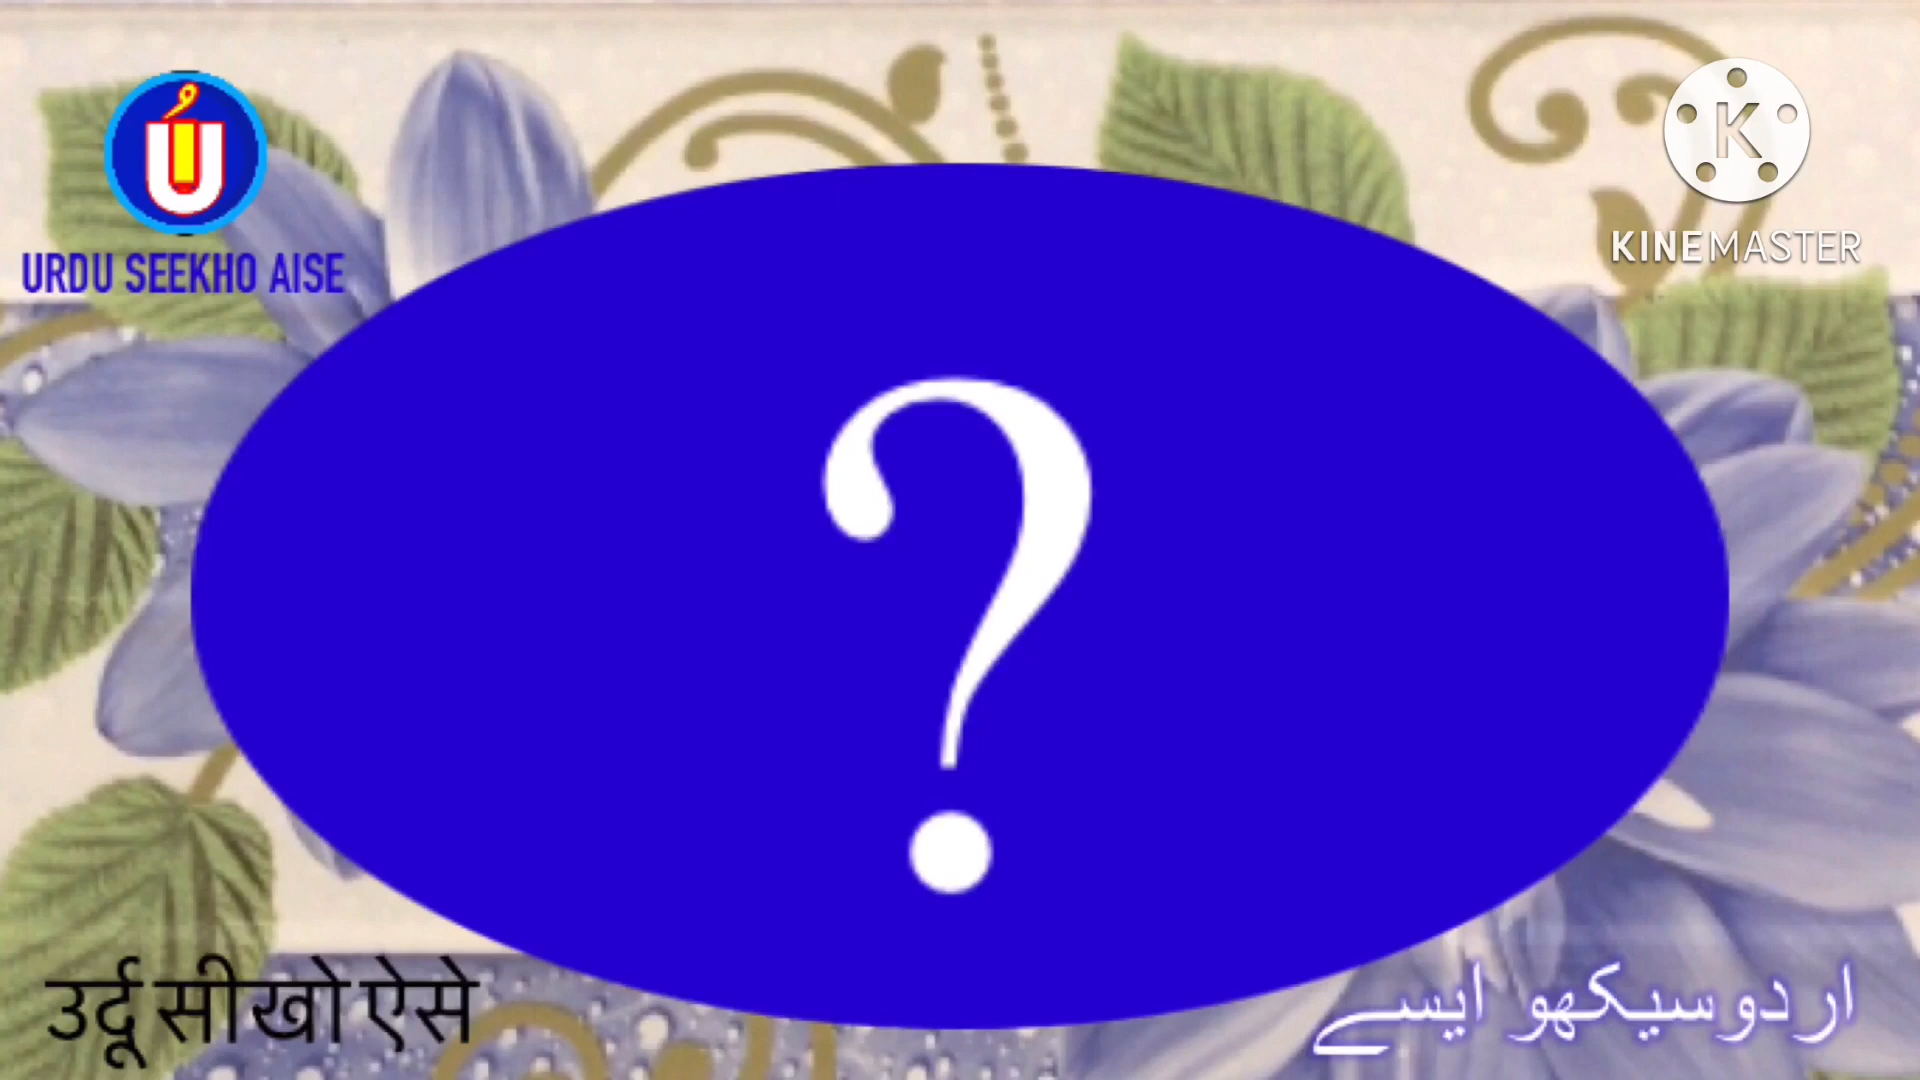 URDU SEEKHO AISE
K
KINEMASTER
?
उर्दू सीखो ऐसे
اردو سیکھو ایسے